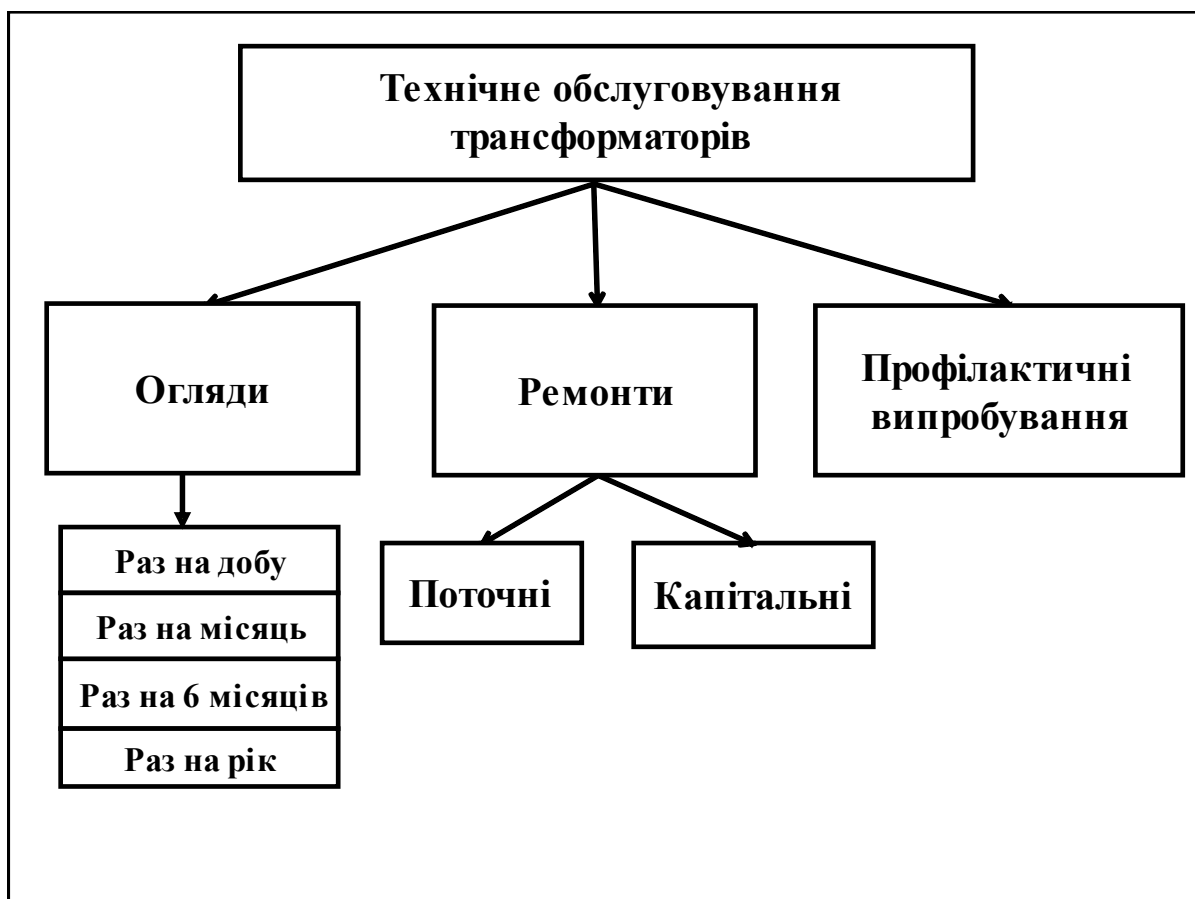 Технічне обслуговування
трансформаторів
Огляди
Ремонти
Профілактичні
випробування
Раз на добу
Раз на місяць
Раз на 6 місяців
Раз на рік
Поточні
Капітальні